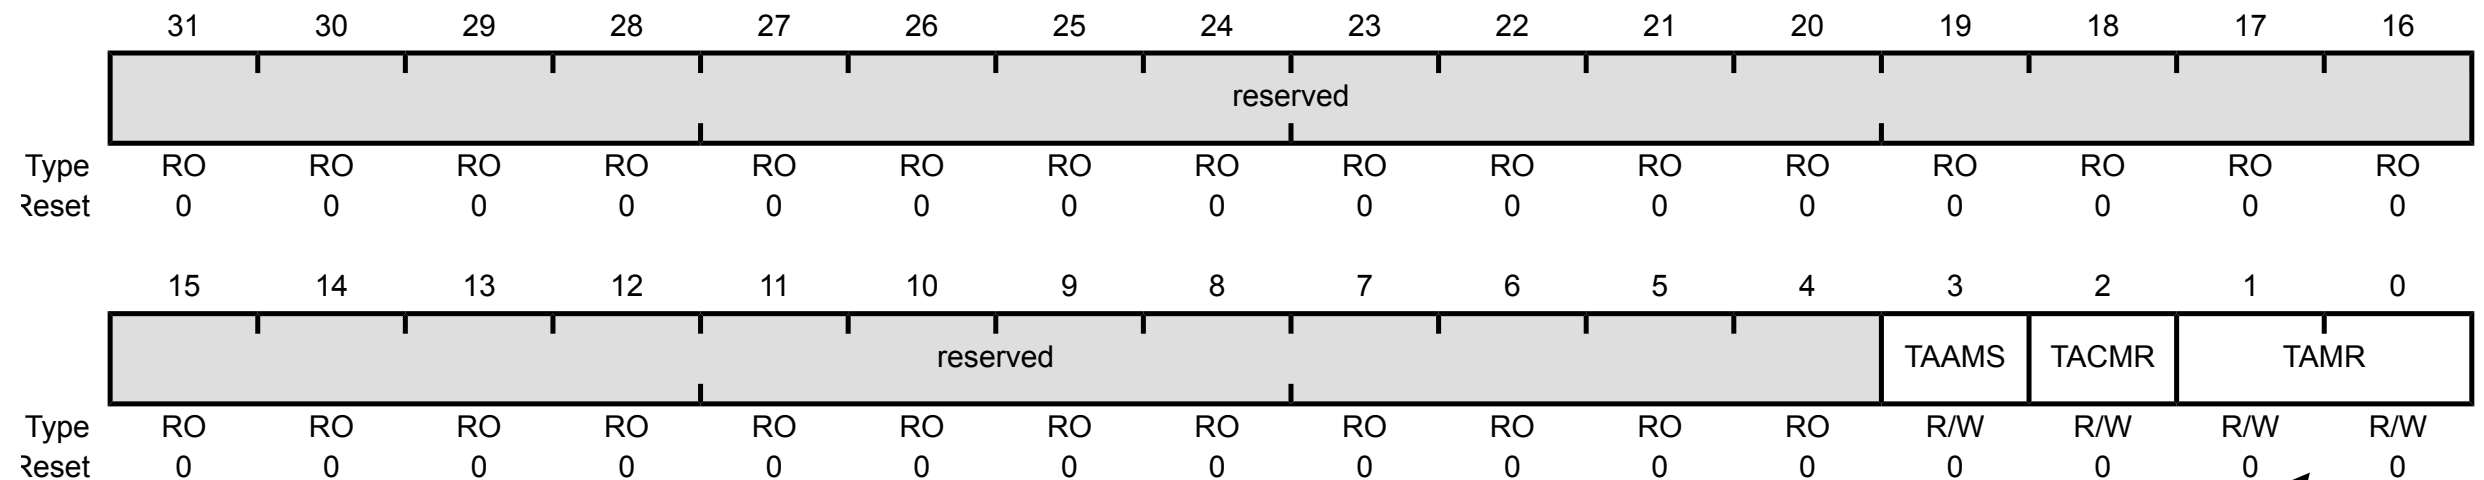 31 30 29 28 27 26 25 24 23 22 21 20 19 18 17 16
reserved
Type RO RO RO RO RO RO RO RO RO RO RO RO RO RO RO RO
Reset 0 0 0 0 0 0 0 0 0 0 0 0 0 0 0 0
15 14 13 12 11 10 9 8 7 6 5 4 3 2 1 0
reserved TAAMS TACMR TAMR
Type RO RO RO RO RO RO RO RO RO RO RO RO R/W R/W R/W R/W
Reset 0 0 0 0 0 0 0 0 0 0 0 0 0 0 0 0